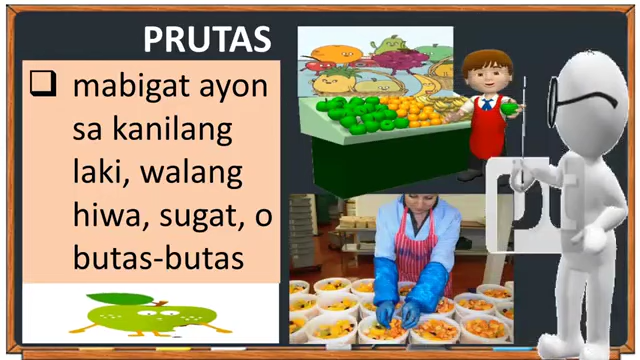 PRUTAS
mabigat ayon
sa kanilang
laki, walang
hiwa, sugat, o
butas-butas